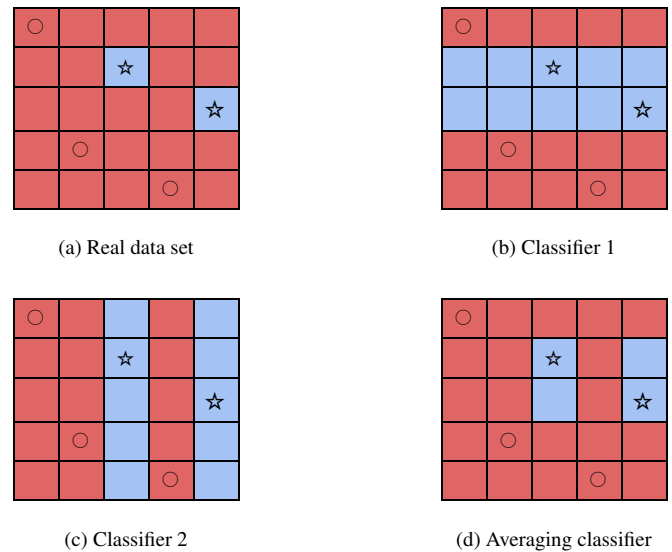 (a) Real data set
(b) Classifier 1
(c) Classifier 2
(d) Averaging classifier